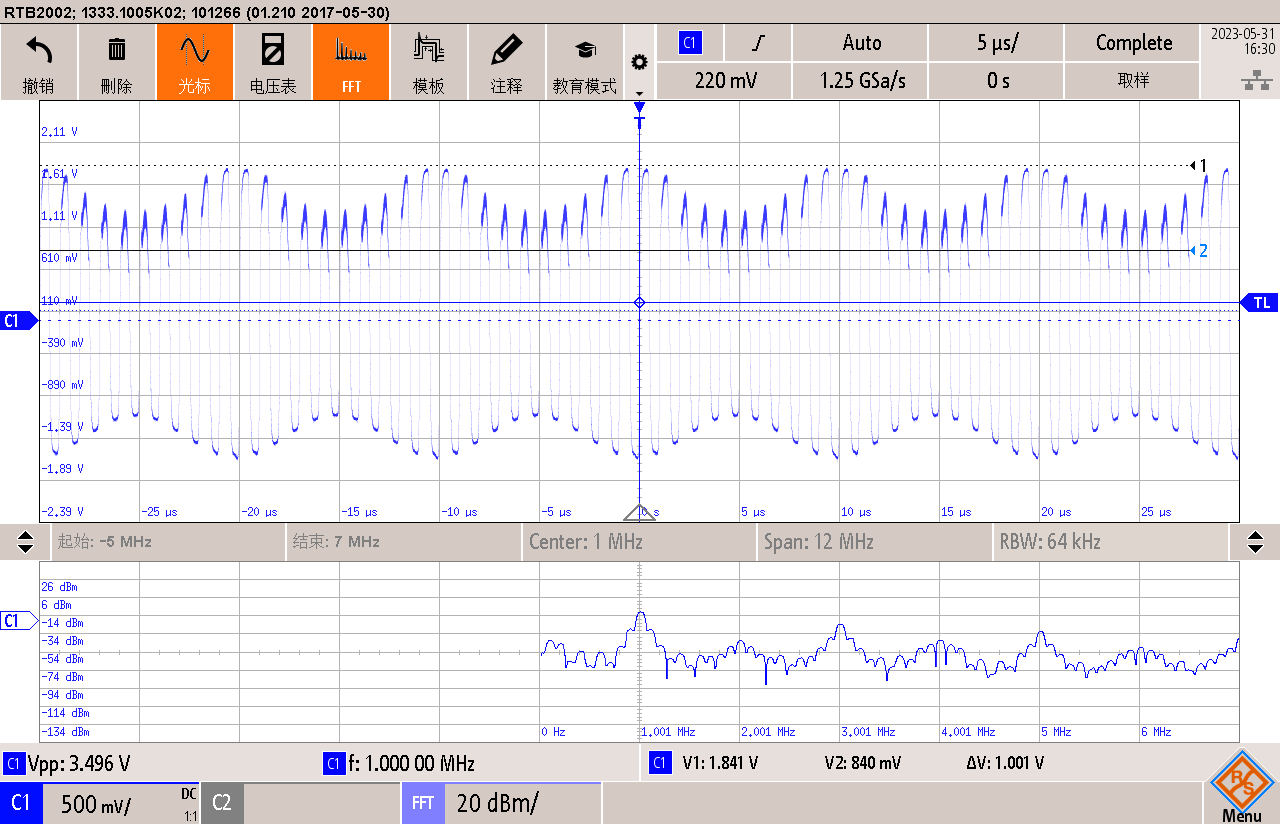 RTB2002; 1333.1005K02; 101266 (01.210 2017-05-30)
撤销
删除
光标
电压表
FFT
模板
注释
教育模式
C1
Auto
5 µs/
Complete
220 mV
1.25 GSa/s
0 s
取样
2023-05-31
16:30
T
2.11 V
1.61 V
1.11 V
610 mV
110 mV
-390 mV
-890 mV
-1.39 V
-1.89 V
-2.39 V
1
2
TL
C1
-25 µs
-20 µs
-15 µs
-10 µs
-5 µs
0 s
5 µs
10 µs
15 µs
20 µs
25 µs
起始: -5 MHz
结束: 7 MHz
Center: 1 MHz
Span: 12 MHz
RBW: 64 kHz
26 dBm
6 dBm
-14 dBm
-34 dBm
-54 dBm
-74 dBm
-94 dBm
-114 dBm
-134 dBm
C1
0 Hz
1.001 MHz
2.001 MHz
3.001 MHz
4.001 MHz
5 MHz
6 MHz
C1 Vpp: 3.496 V
C1 f: 1.000 00 MHz
C1 V1: 1.841 V
V2: 840 mV
ΔV: 1.001 V
C1
500 mV/
DC
1:1
C2
FFT
20 dBm/
R
S
Menu